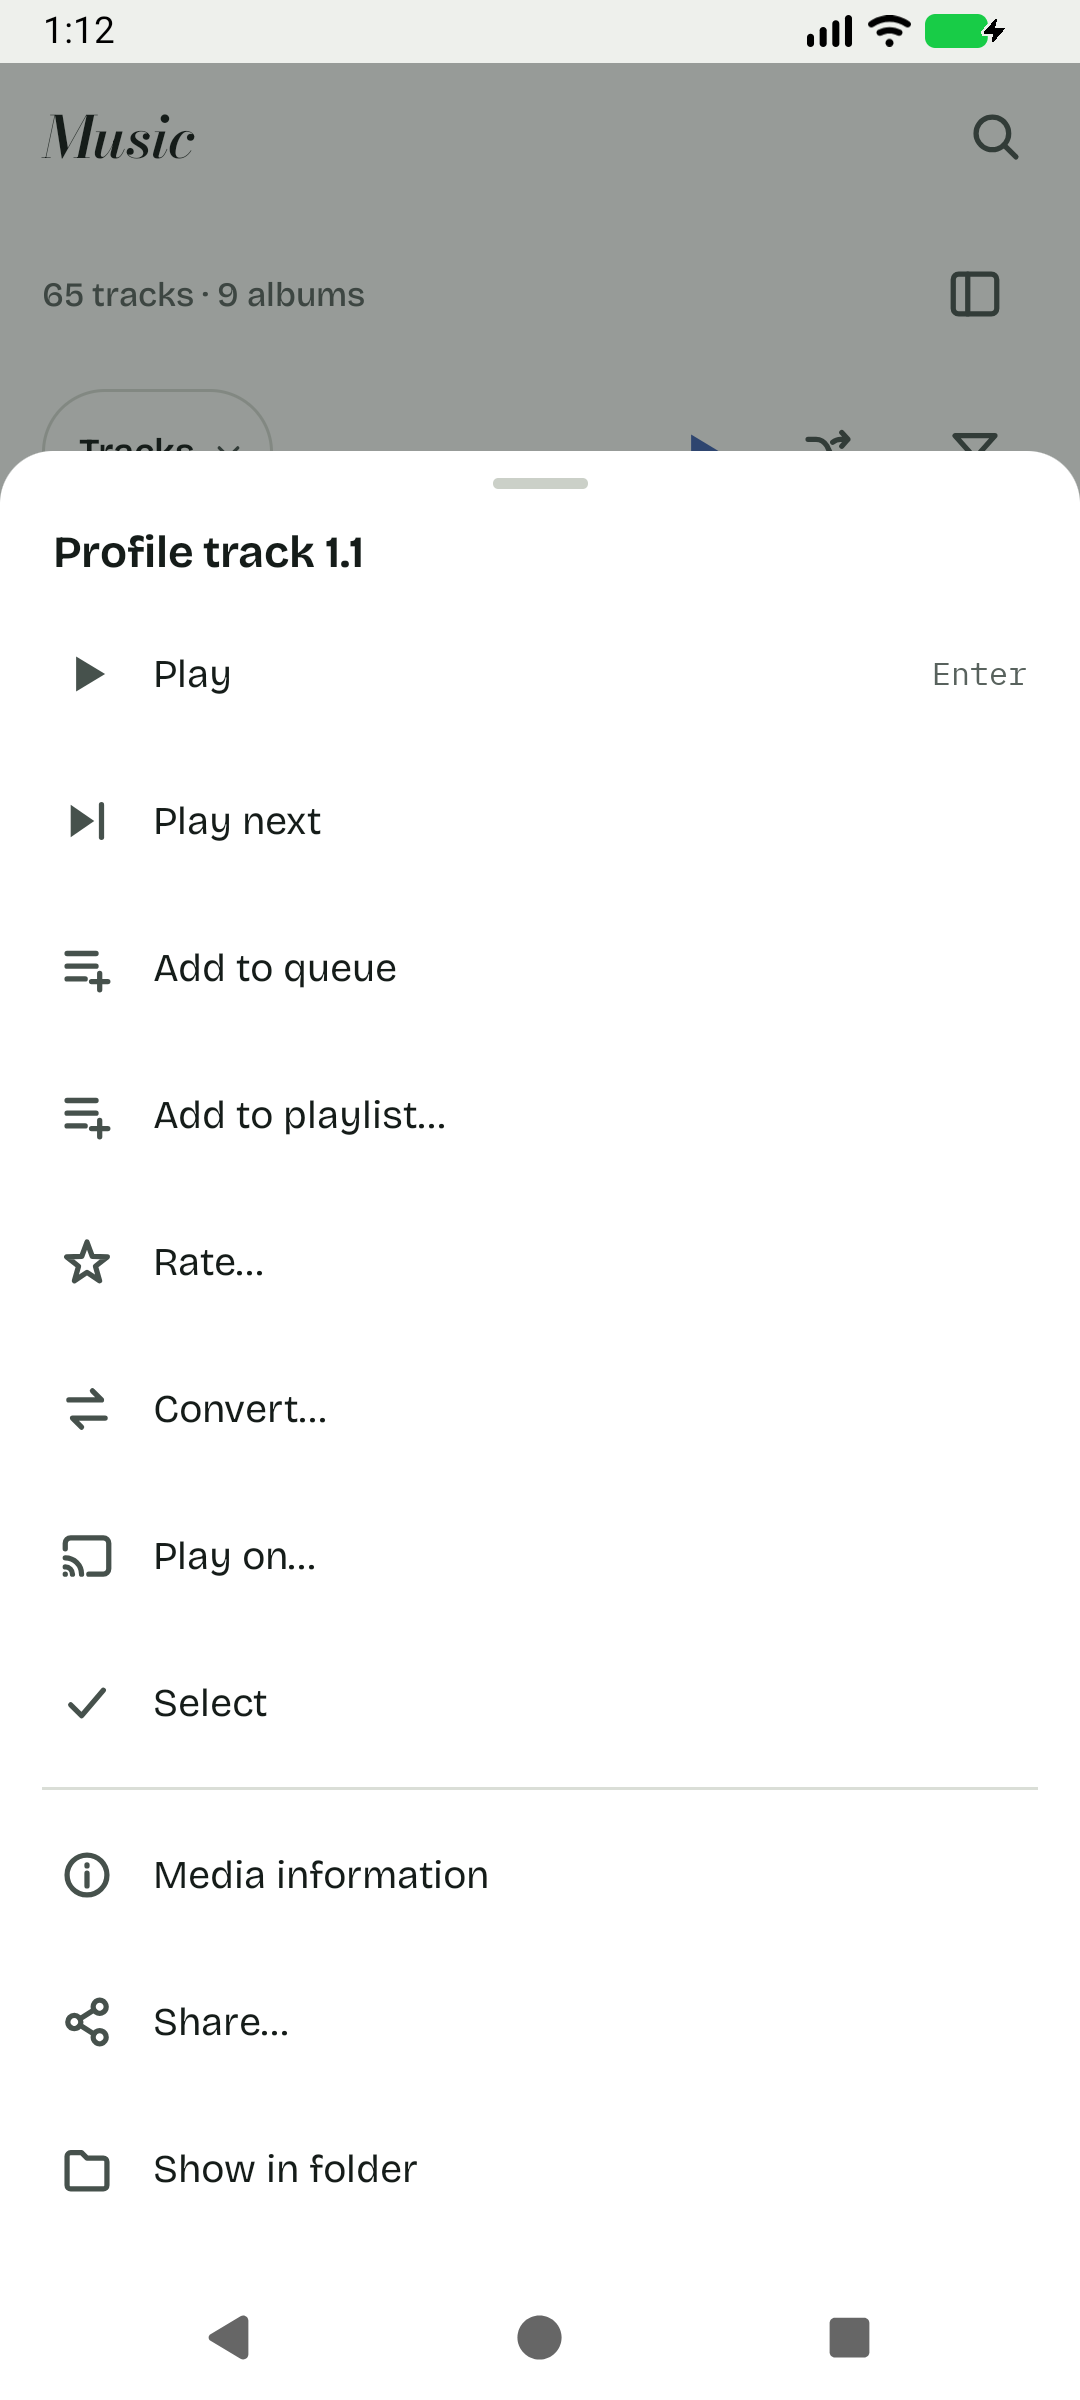 1:12
Music
65 tracks · 9 albums
Tracks
Profile track 1.1
Play
Enter
Play next
Add to queue
Add to playlist...
Rate...
Convert...
Play on...
Select
Media information
Share...
Show in folder